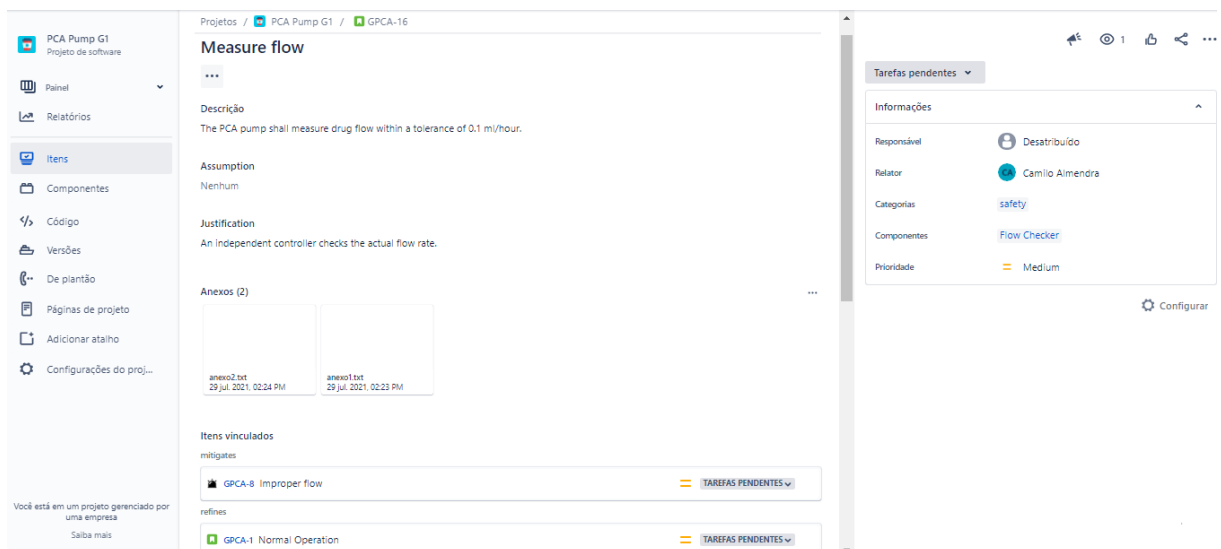 PCA Pump G1
Projeto de software
Painel
Relatórios
Itens
Componentes
Código
Versões
De plantão
Páginas de projeto
Adicionar atalho
Configurações do proj...
Você está em um projeto gerenciado por
uma empresa
Saiba mais
Projetos / PCA Pump G1 / GPCA-16
Measure flow
Descrição
The PCA pump shall measure drug flow within a tolerance of 0.1 ml/hour.
Assumption
Nenhum
Justification
An independent controller checks the actual flow rate.
Anexos (2)
anexo2.txt
29 jul. 2021, 02:24 PM
anexo1.txt
29 jul. 2021, 02:23 PM
Itens vinculados
mitigates
GPCA-8 Improper flow TAREFAS PENDENTES
refines
GPCA-1 Normal Operation TAREFAS PENDENTES
1
Tarefas pendentes
Informações
Responsável Desatribuído
Relator CA Camilo Almendra
Categorias safety
Componentes Flow Checker
Prioridade Medium
Configurar